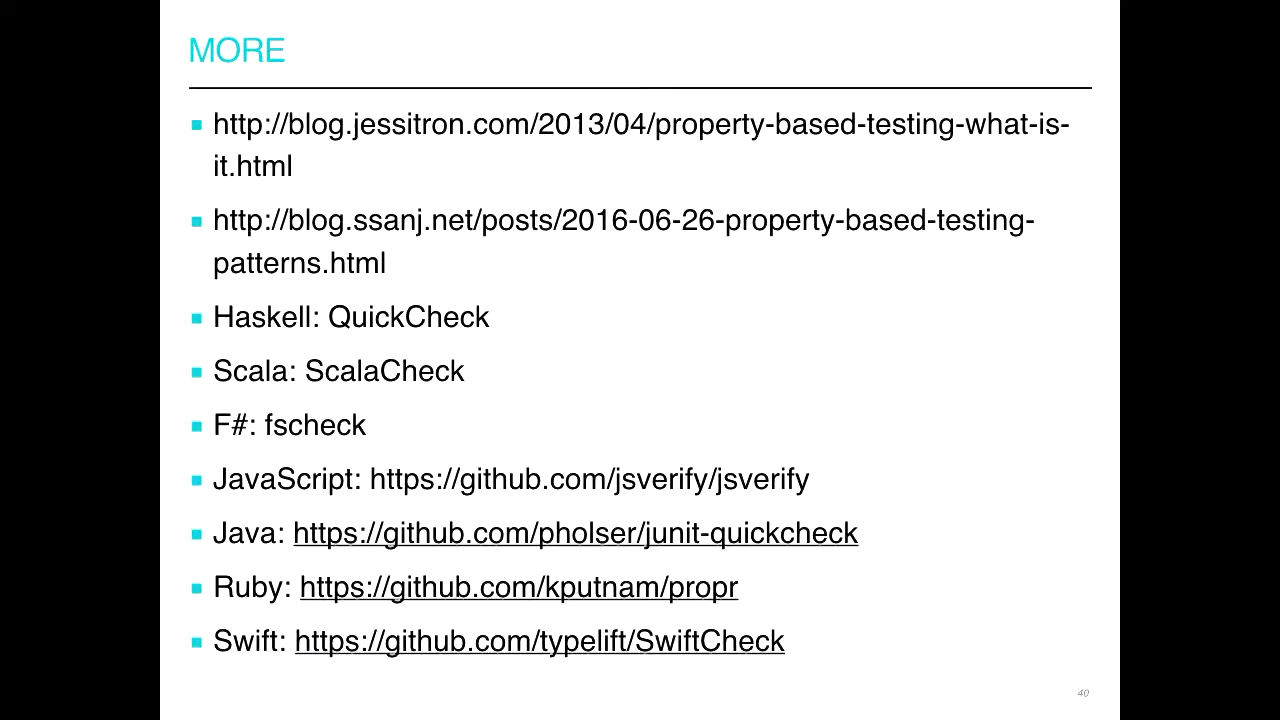 MORE
http://blog.jessitron.com/2013/04/property-based-testing-what-is-
it.html
http://blog.ssanj.net/posts/2016-06-26-property-based-testing-
patterns.html
Haskell: QuickCheck
Scala: ScalaCheck
F#: fscheck
JavaScript: https://github.com/jsverify/jsverify
Java: https://github.com/pholser/junit-quickcheck
Ruby: https://github.com/kputnam/propr
Swift: https://github.com/typelift/SwiftCheck
40